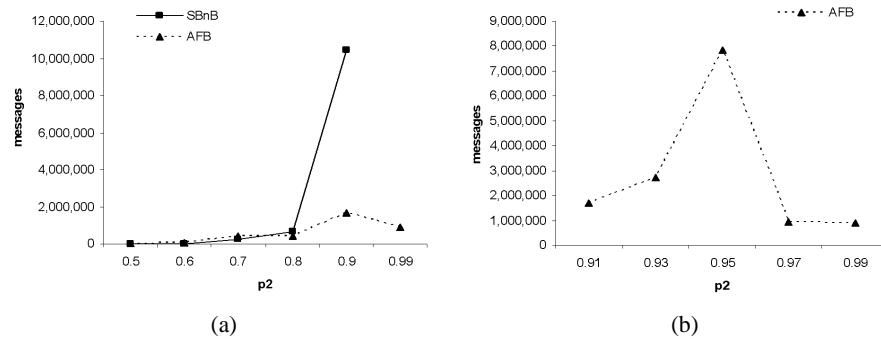 SBnB
AFB
12,000,000
10,000,000
8,000,000
6,000,000
4,000,000
2,000,000
0
messages
0.5 0.6 0.7 0.8 0.9 0.99
p2
(a)
AFB
9,000,000
8,000,000
7,000,000
6,000,000
5,000,000
4,000,000
3,000,000
2,000,000
1,000,000
0
messages
0.91 0.93 0.95 0.97 0.99
p2
(b)